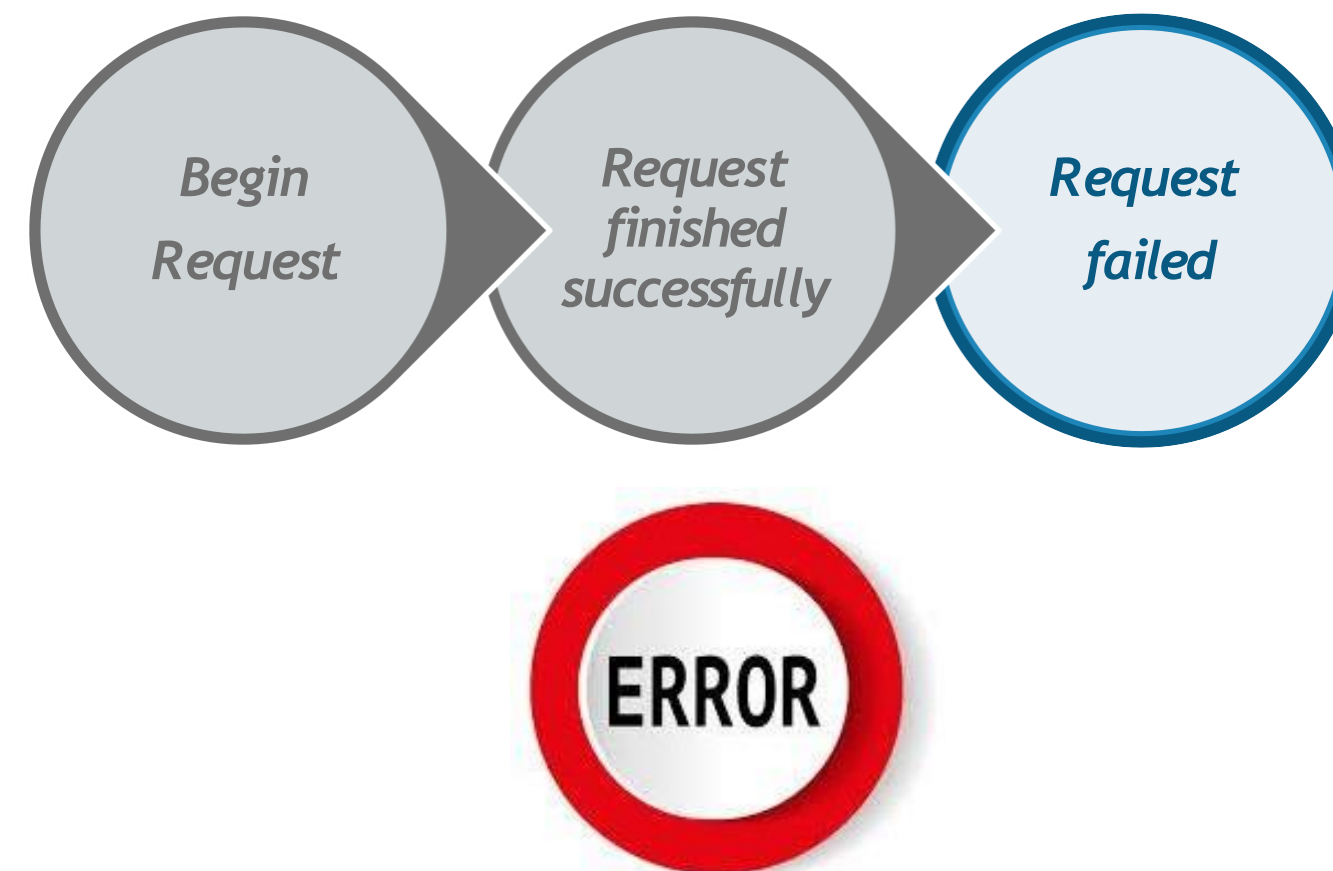 Begin
Request
Request
finished
successfully
Request
failed
ERROR